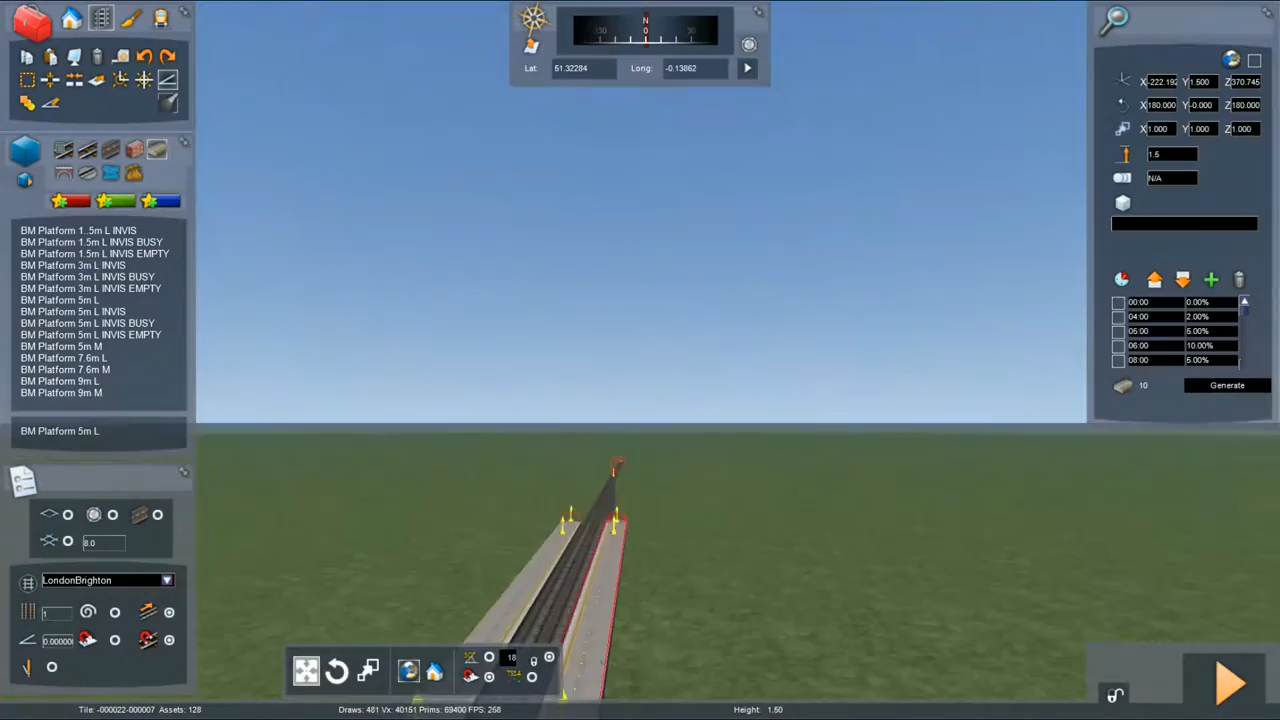 N
30 0 30
Lat: 51.32284 Long: -0.13862
X -222.192 Y 1.500 Z 370.745
X 180.000 Y -0.000 Z 180.000
X 1.000 Y 1.000 Z 1.000
1.5
N/A
00:00 0.00%
04:00 2.00%
05:00 5.00%
06:00 10.00%
08:00 5.00%
10 Generate
BM Platform 1..5m L INVIS
BM Platform 1.5m L INVIS BUSY
BM Platform 1.5m L INVIS EMPTY
BM Platform 3m L INVIS
BM Platform 3m L INVIS BUSY
BM Platform 3m L INVIS EMPTY
BM Platform 5m L
BM Platform 5m L INVIS
BM Platform 5m L INVIS BUSY
BM Platform 5m L INVIS EMPTY
BM Platform 5m M
BM Platform 7.6m L
BM Platform 7.6m M
BM Platform 9m L
BM Platform 9m M
BM Platform 5m L
8.0
LondonBrighton
1
0.00000
18
Tile: -000022-000007 Assets: 128 Draws: 481 Vx: 40151 Prims: 69400 FPS: 258 Height: 1.50